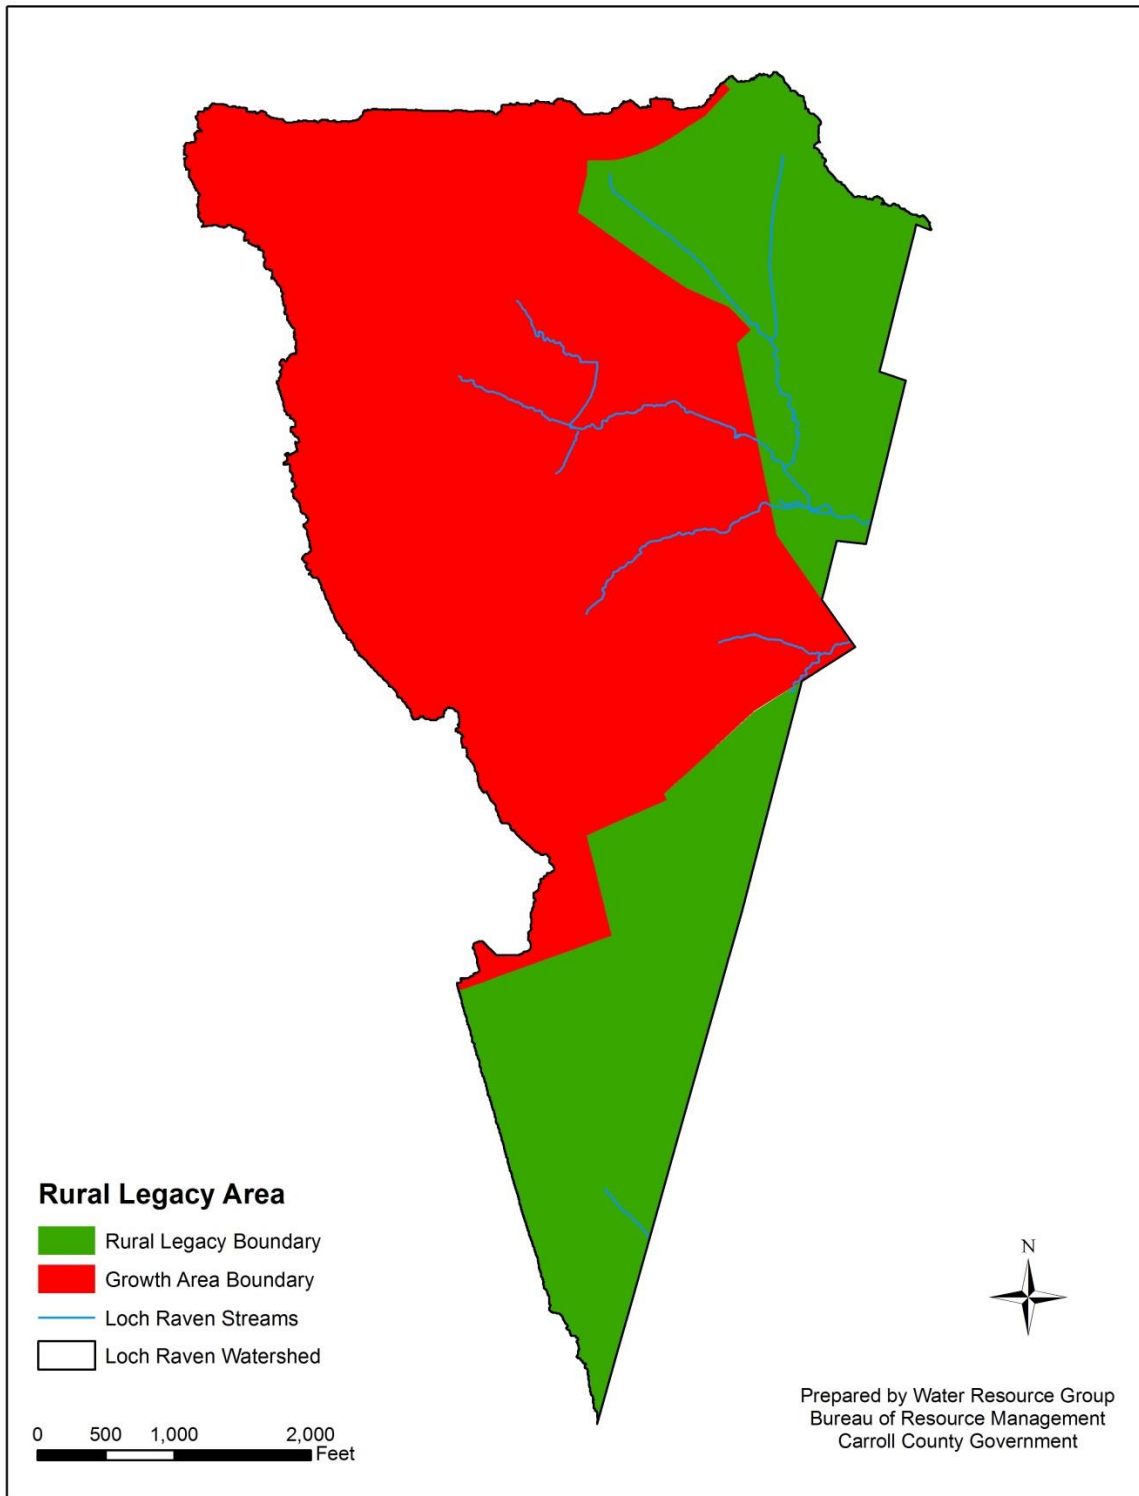 Rural Legacy Area
Rural Legacy Boundary
Growth Area Boundary
Loch Raven Streams
Loch Raven Watershed
0 500 1,000 2,000
Feet
N
Prepared by Water Resource Group
Bureau of Resource Management
Carroll County Government